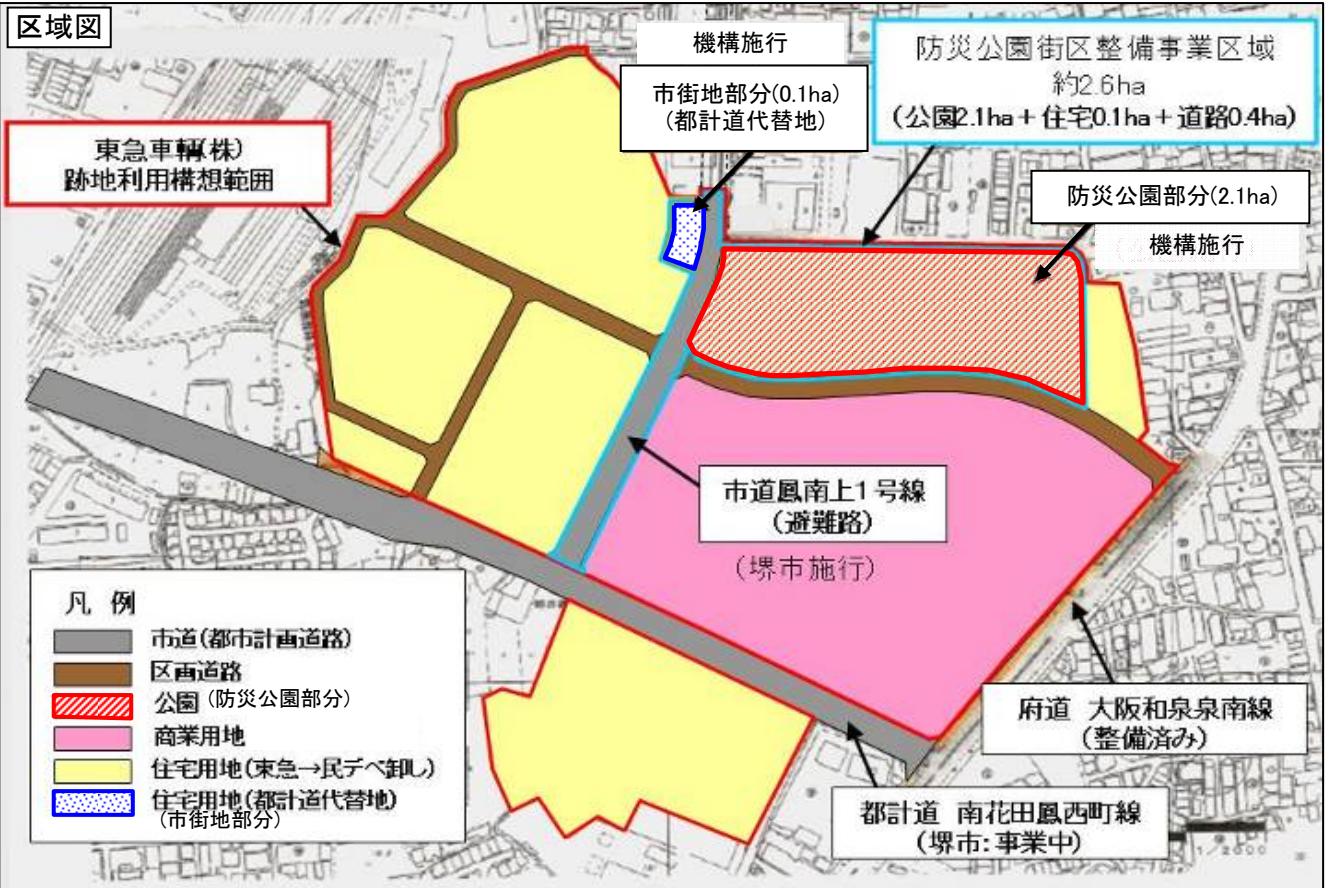 区域図
機構施行
市街地部分(0.1ha)
(都計道代替地)
防災公園街区整備事業区域
約2.6ha
(公園2.1ha+住宅0.1ha+道路0.4ha)
東急車輛(株)
跡地利用構想範囲
防災公園部分(2.1ha)
機構施行
市道鳳南上1号線
(避難路)
(堺市施行)
凡 例
市道(都市計画道路)
区画道路
公園 (防災公園部分)
商業用地
住宅用地(東急→民デベ卸し)
住宅用地(都計道代替地)
(市街地部分)
府道 大阪和泉泉南線
(整備済み)
都計道 南花田鳳西町線
(堺市:事業中)
1/2000